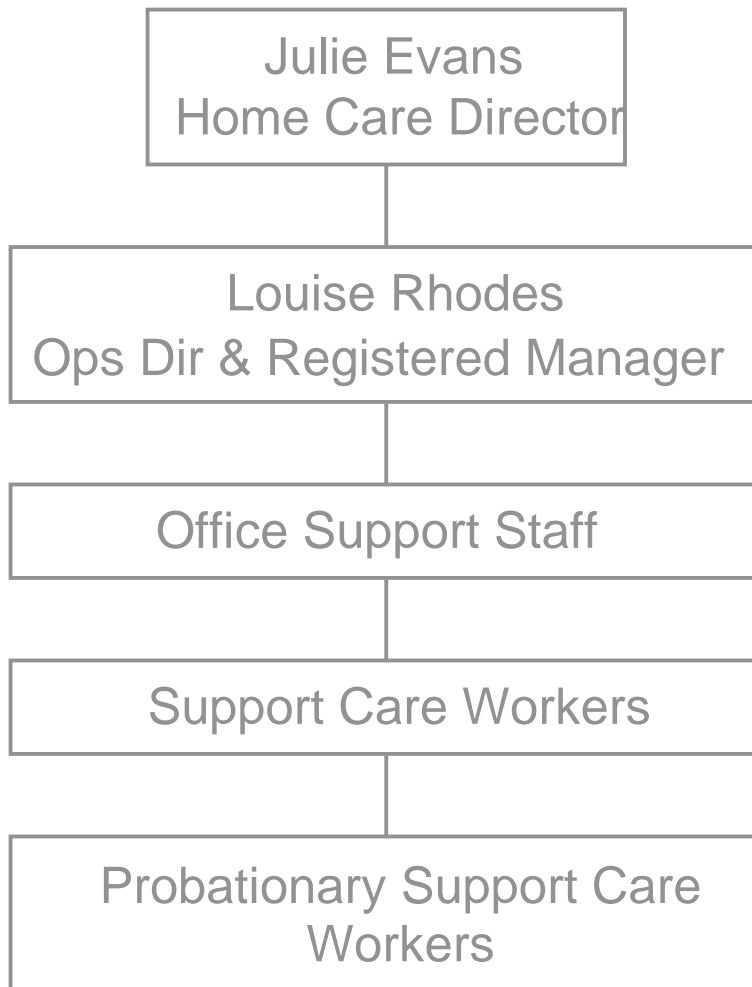 Julie Evans
Home Care Director
Louise Rhodes
Ops Dir & Registered Manager
Office Support Staff
Support Care Workers
Probationary Support Care
Workers